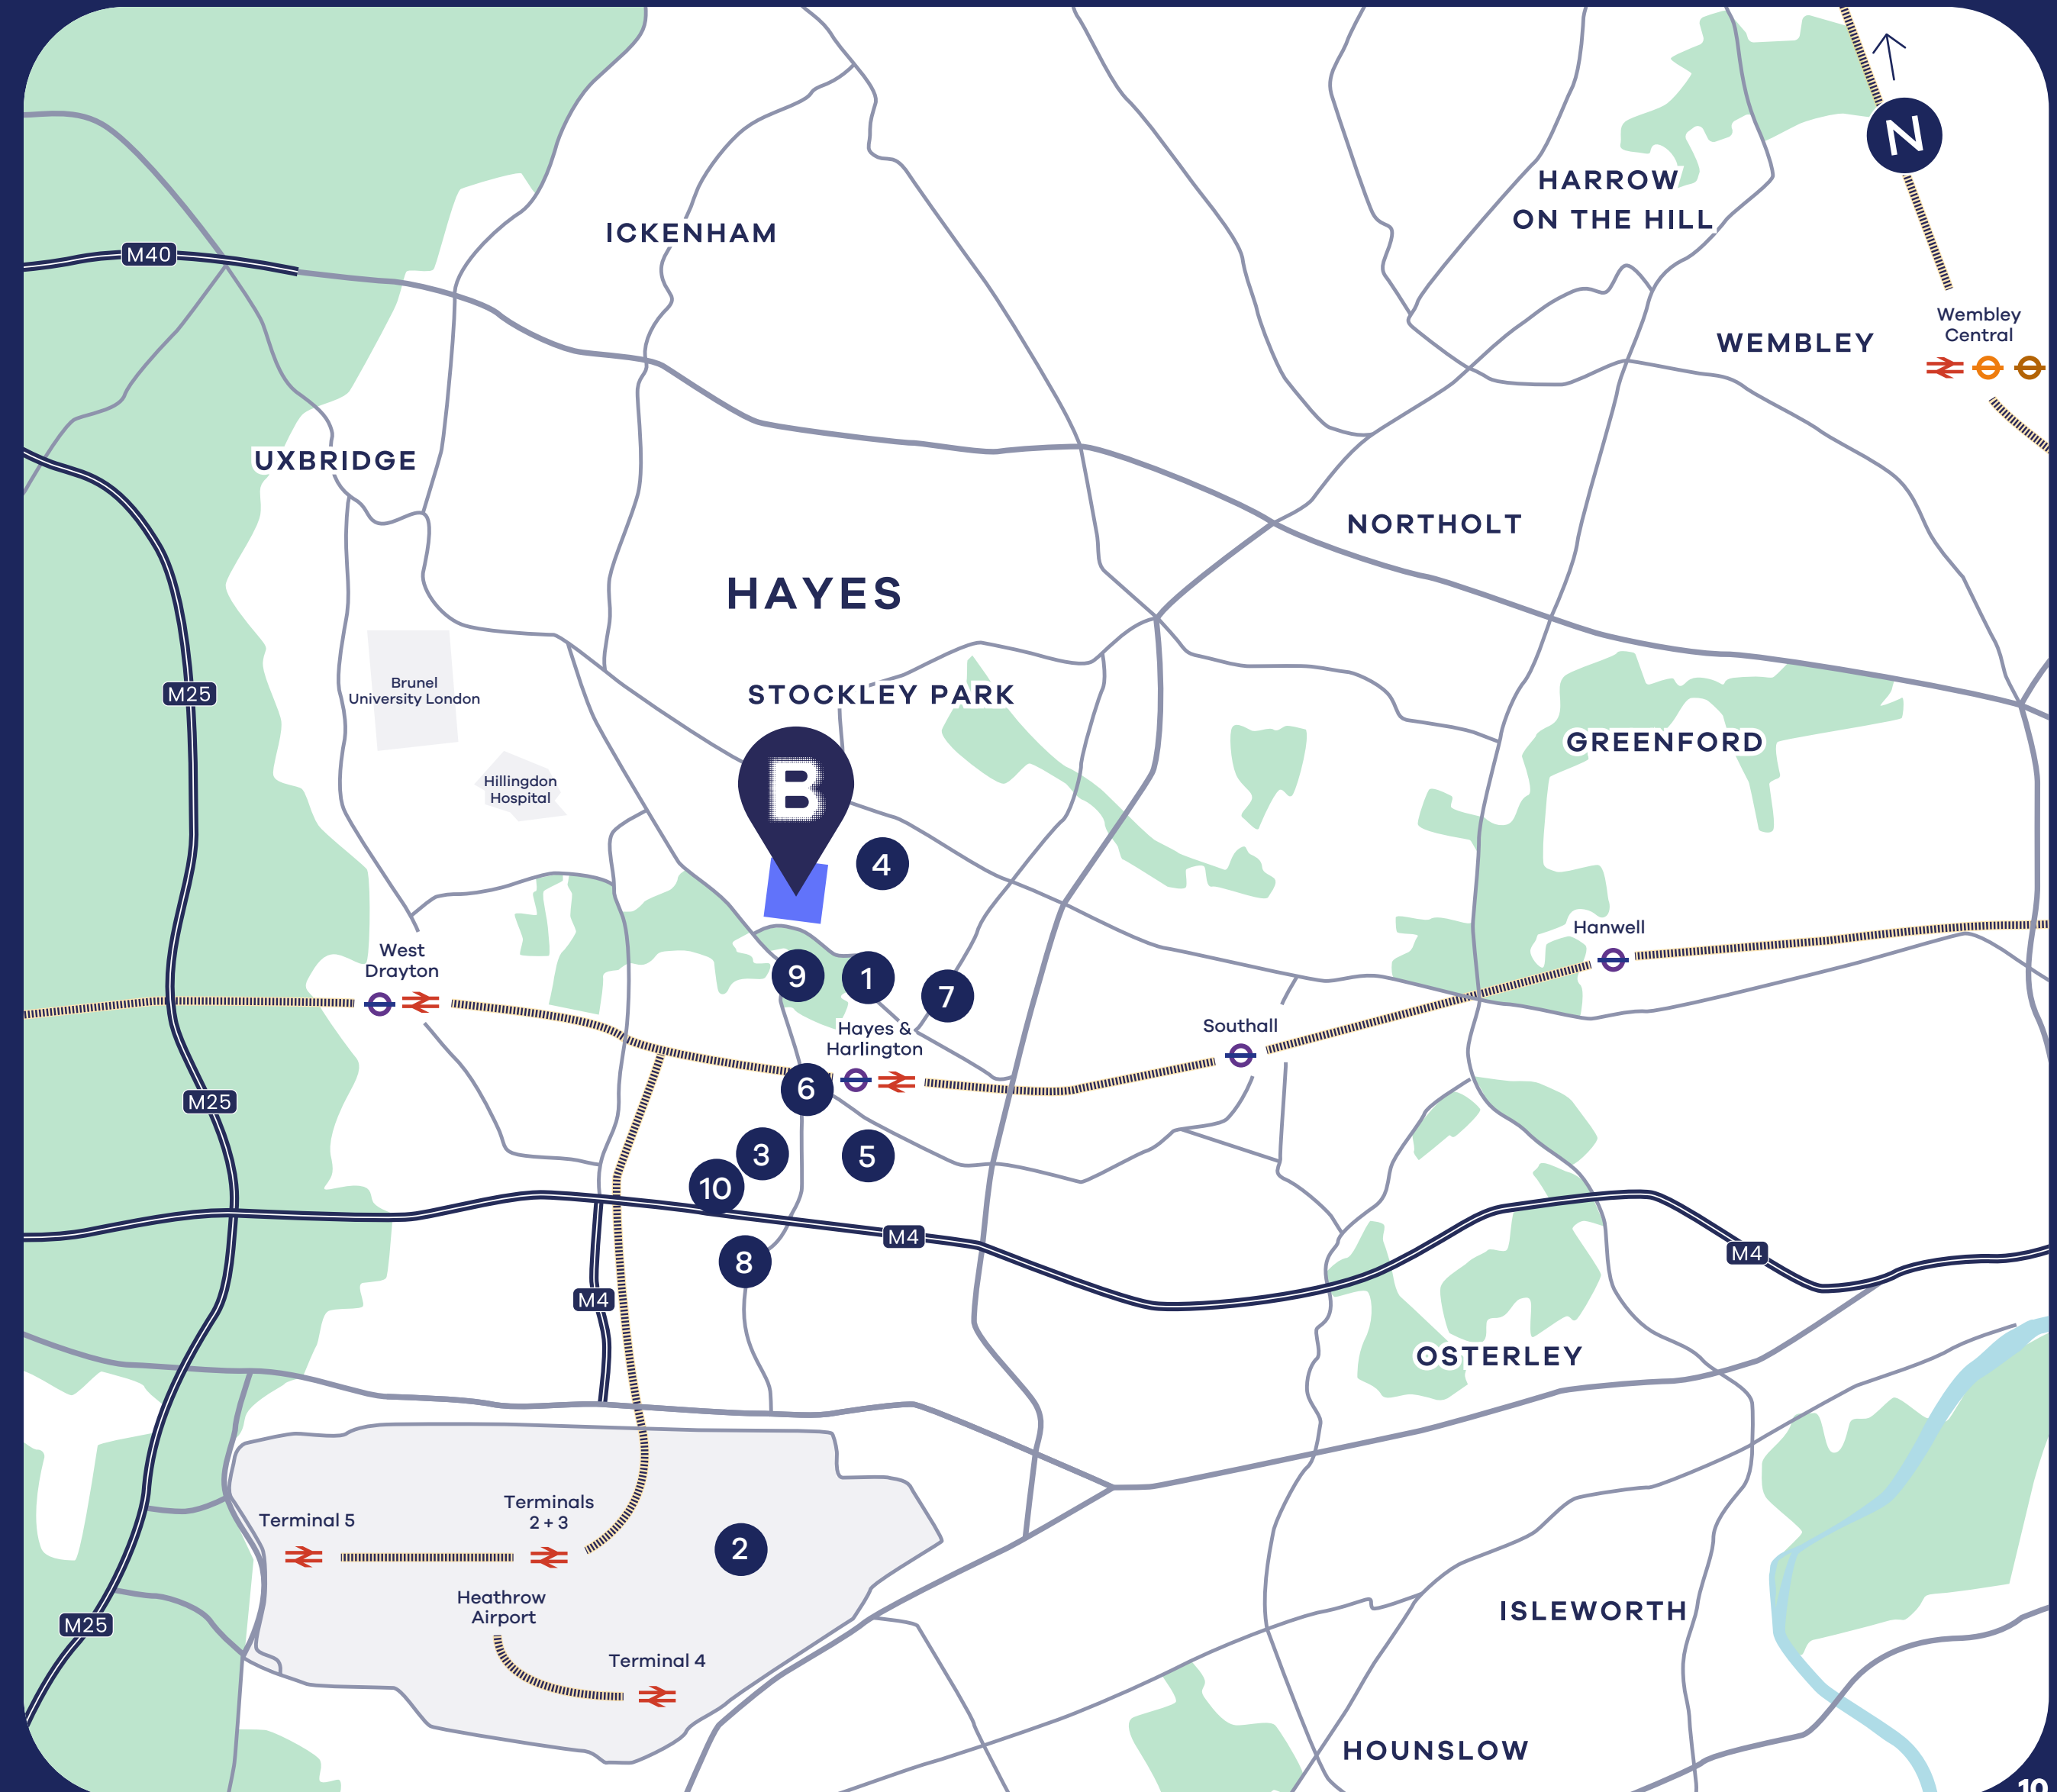 N
HARROW
ON THE HILL
ICKENHAM
M40
Wembley
Central
WEMBLEY
UXBRIDGE
NORTHOLT
HAYES
Brunel
University London
M25
STOCKLEY PARK
GREENFORD
Hillingdon
Hospital
B
4
Hanwell
West
Drayton
9
1
7
Hayes &
Harlington
Southall
6
M25
3
5
10
M4
M4
8
M4
OSTERLEY
Terminals
2 + 3
Terminal 5
2
Heathrow
Airport
ISLEWORTH
M25
Terminal 4
HOUNSLOW
10